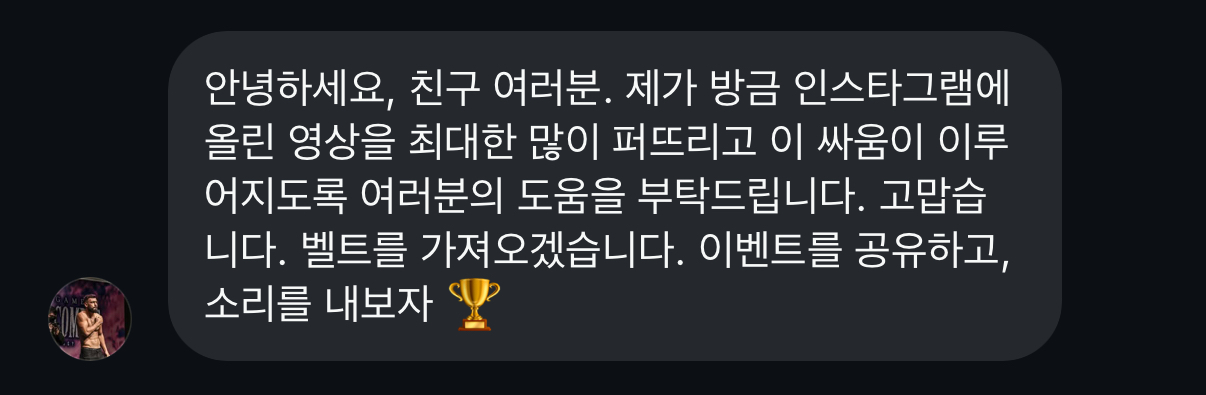 안녕하세요, 친구 여러분. 제가 방금 인스타그램에
올린 영상을 최대한 많이 퍼뜨리고 이 싸움이 이루
어지도록 여러분의 도움을 부탁드립니다. 고맙습
니다. 벨트를 가져오겠습니다. 이벤트를 공유하고,
소리를 내보자 🏆